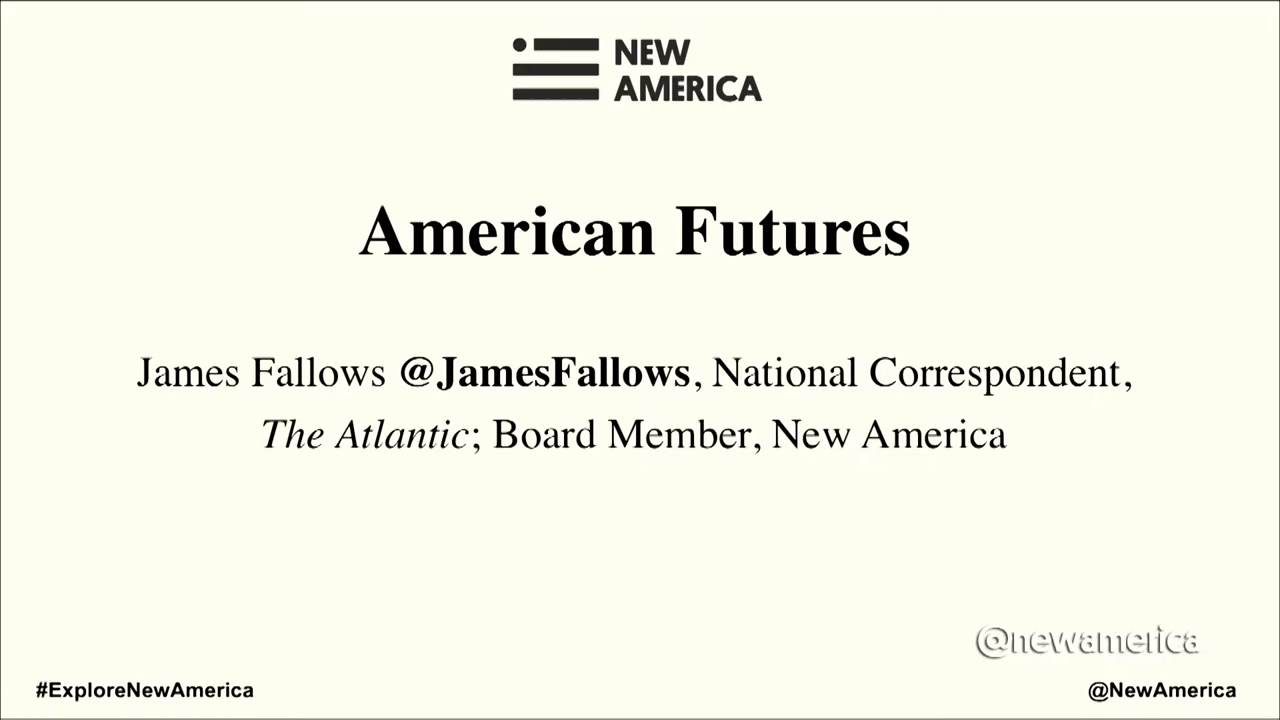 NEW
AMERICA
American Futures
James Fallows @JamesFallows, National Correspondent,
The Atlantic; Board Member, New America
@newamerica
#ExploreNewAmerica
@NewAmerica